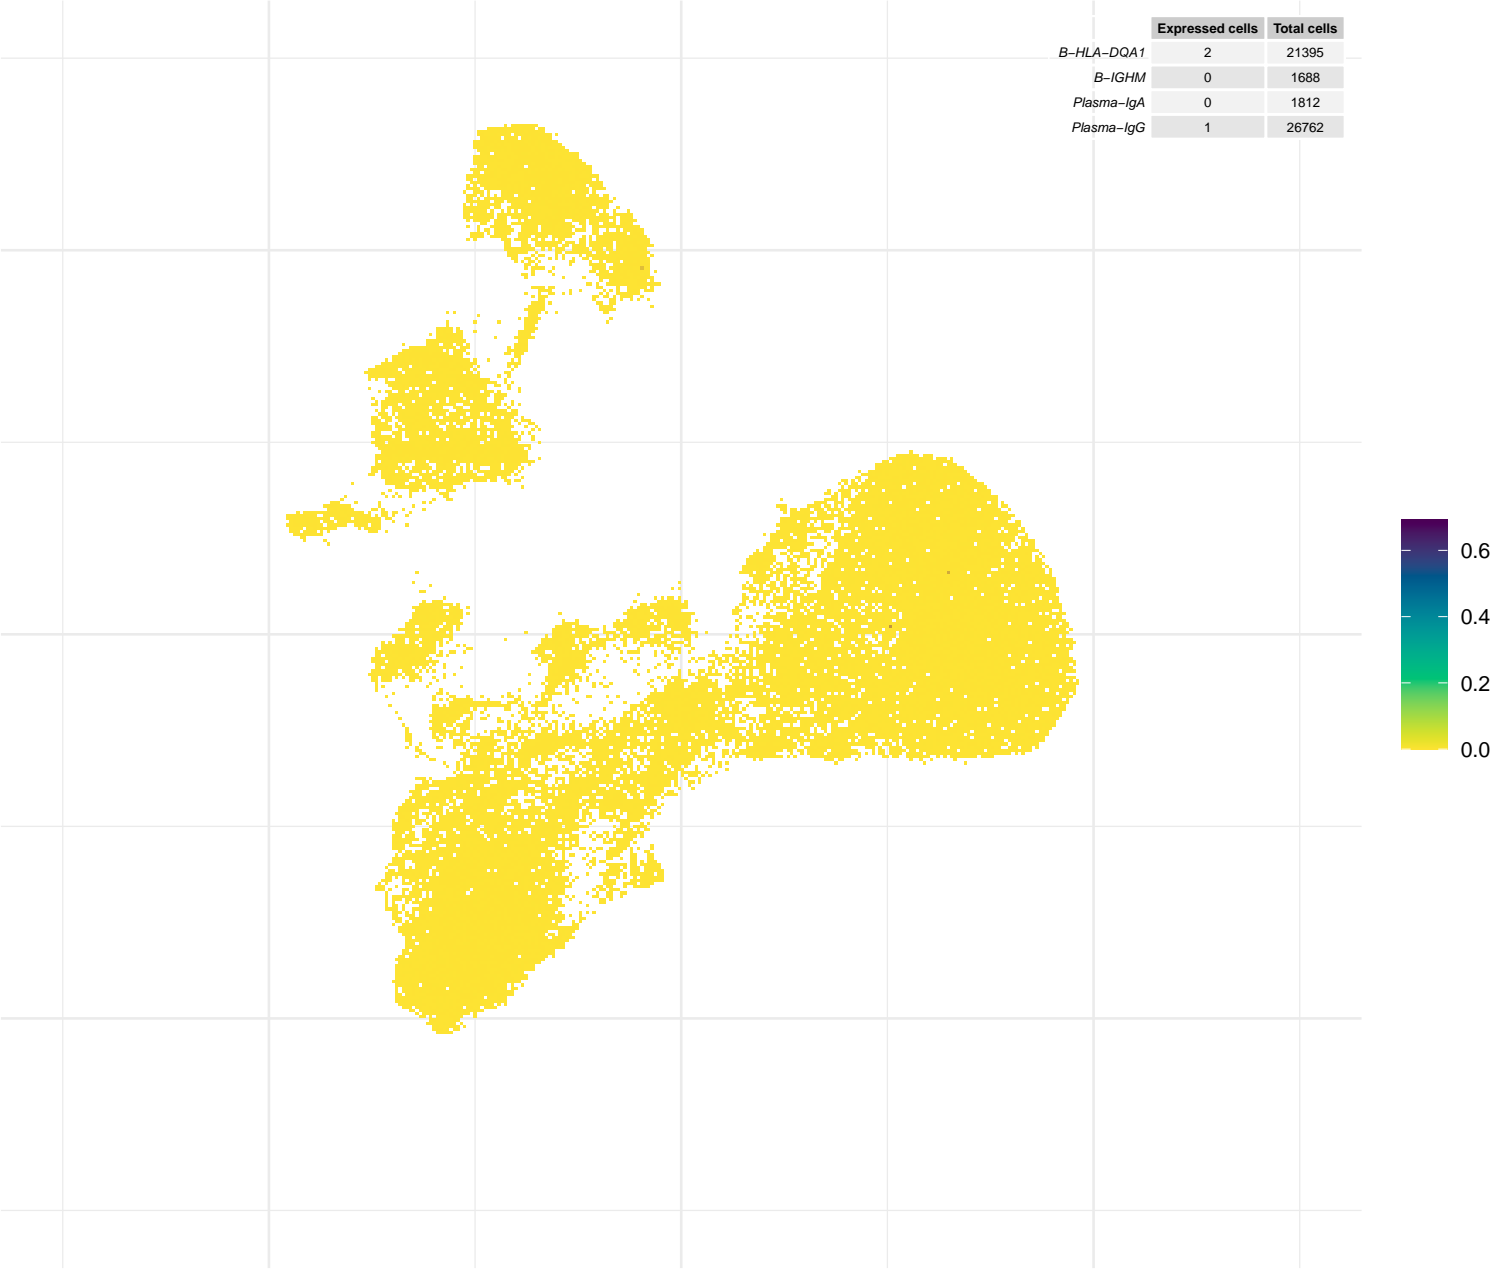 Expressed cells Total cells
B−HLA−DQA1 2 21395
B−IGHM 0 1688
Plasma−IgA 0 1812
Plasma−IgG 1 26762
0.6
0.4
0.2
0.0